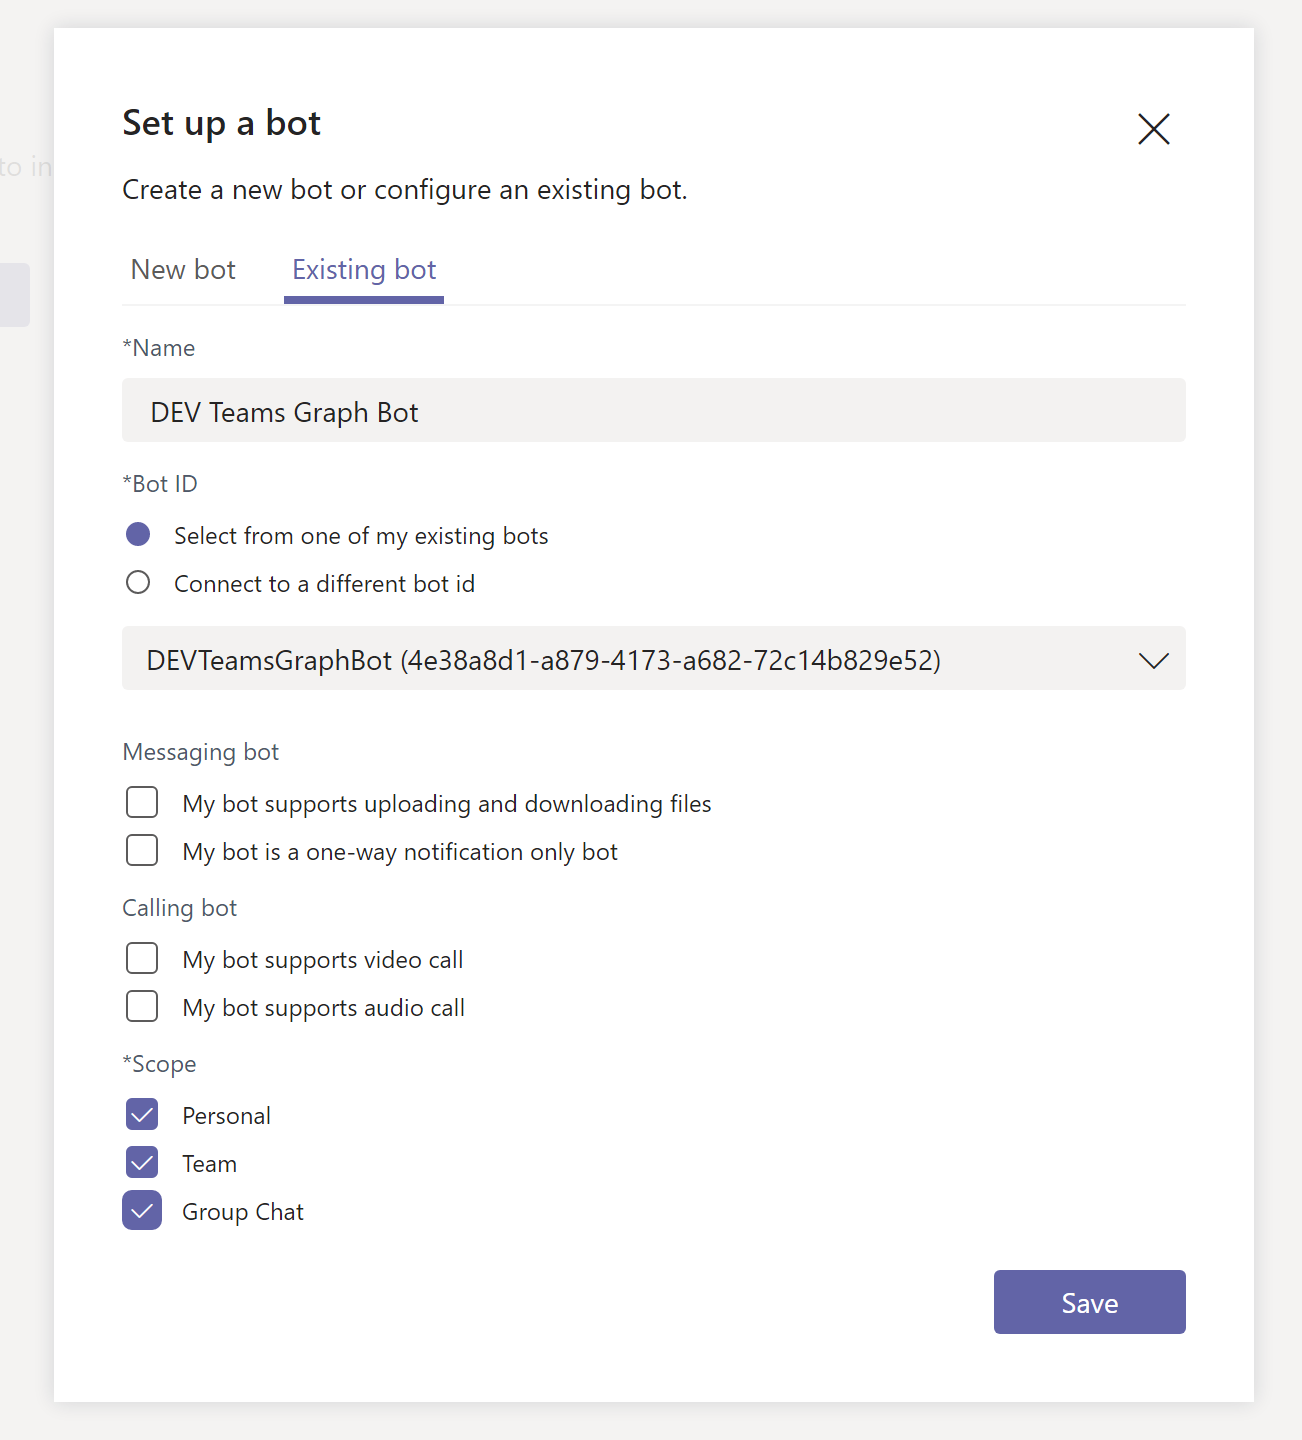 Set up a bot
to in
Create a new bot or configure an existing bot.
New bot
Existing bot
*Name
DEV Teams Graph Bot
*Bot ID
Select from one of my existing bots
Connect to a different bot id
DEVTeamsGraphBot (4e38a8d1-a879-4173-a682-72c14b829e52)
Messaging bot
My bot supports uploading and downloading files
My bot is a one-way notification only bot
Calling bot
My bot supports video call
My bot supports audio call
*Scope
Personal
Team
Group Chat
Save